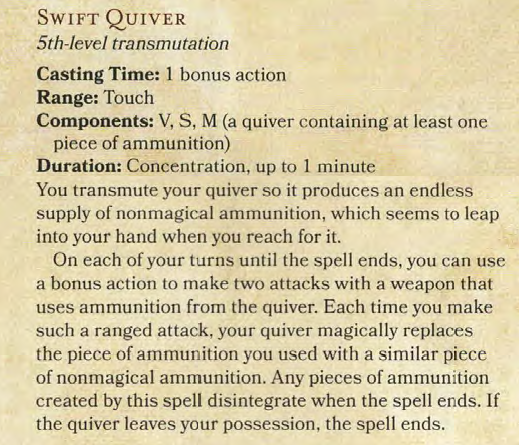 SWIFT QUIVER
5th-level transmutation
Casting Time: 1 bonus action
Range: Touch
Components: V, S, M (a quiver containing at least one
piece of ammunition)
Duration: Concentration, up to 1 minute
You transmute your quiver so it produces an endless
supply of nonmagical ammunition, which seems to leap
into your hand when you reach for it.
On each of your turns until the spell ends, you can use
a bonus action to make two attacks with a weapon that
uses ammunition from the quiver. Each time you make
such a ranged attack, your quiver magically replaces
the piece of ammunition you used with a similar piece
of nonmagical ammunition. Any pieces of ammunition
created by this spell disintegrate when the spell ends. If
the quiver leaves your possession, the spell ends.